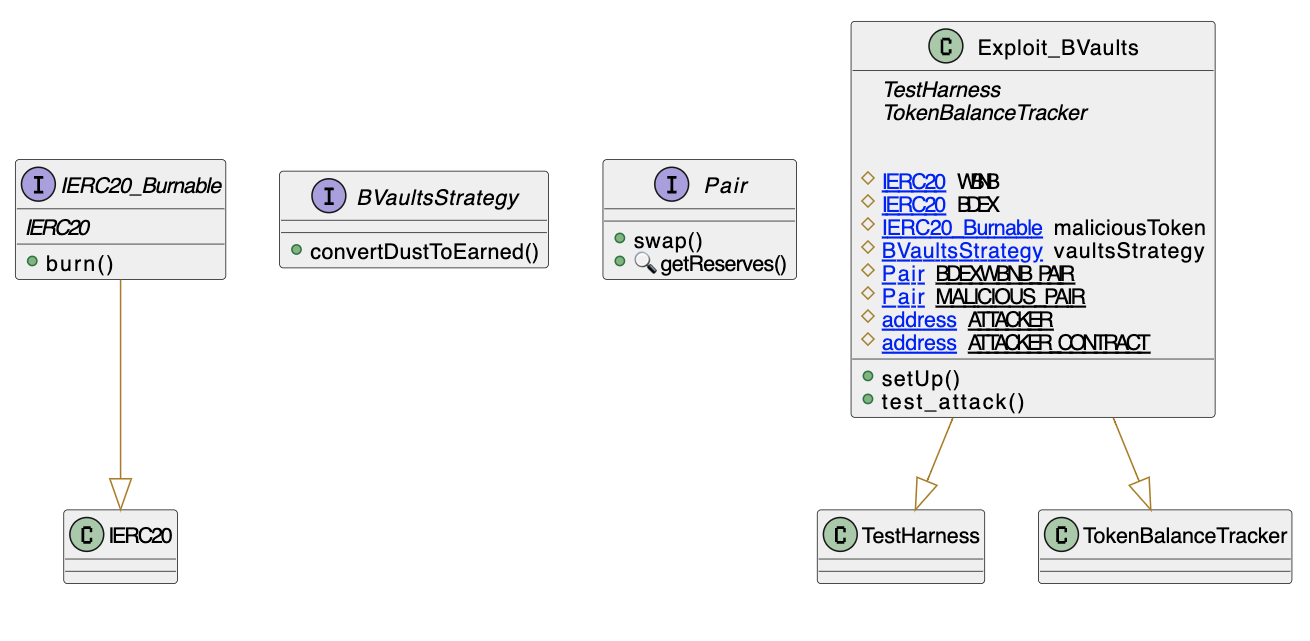 I IERC20_Burnable
IERC20
burn()
I BVaultsStrategy
convertDustToEarned()
I Pair
swap()
getReserves()
C Exploit_BVaults
TestHarness
TokenBalanceTracker
IERC20 WBNB
IERC20 BDEX
IERC20_Burnable maliciousToken
BVaultsStrategy vaultsStrategy
Pair BDEXWBNB_PAIR
Pair MALICIOUS_PAIR
address ATTACKER
address ATTACKER_CONTRACT
setUp()
test_attack()
C IERC20
C TestHarness
C TokenBalanceTracker